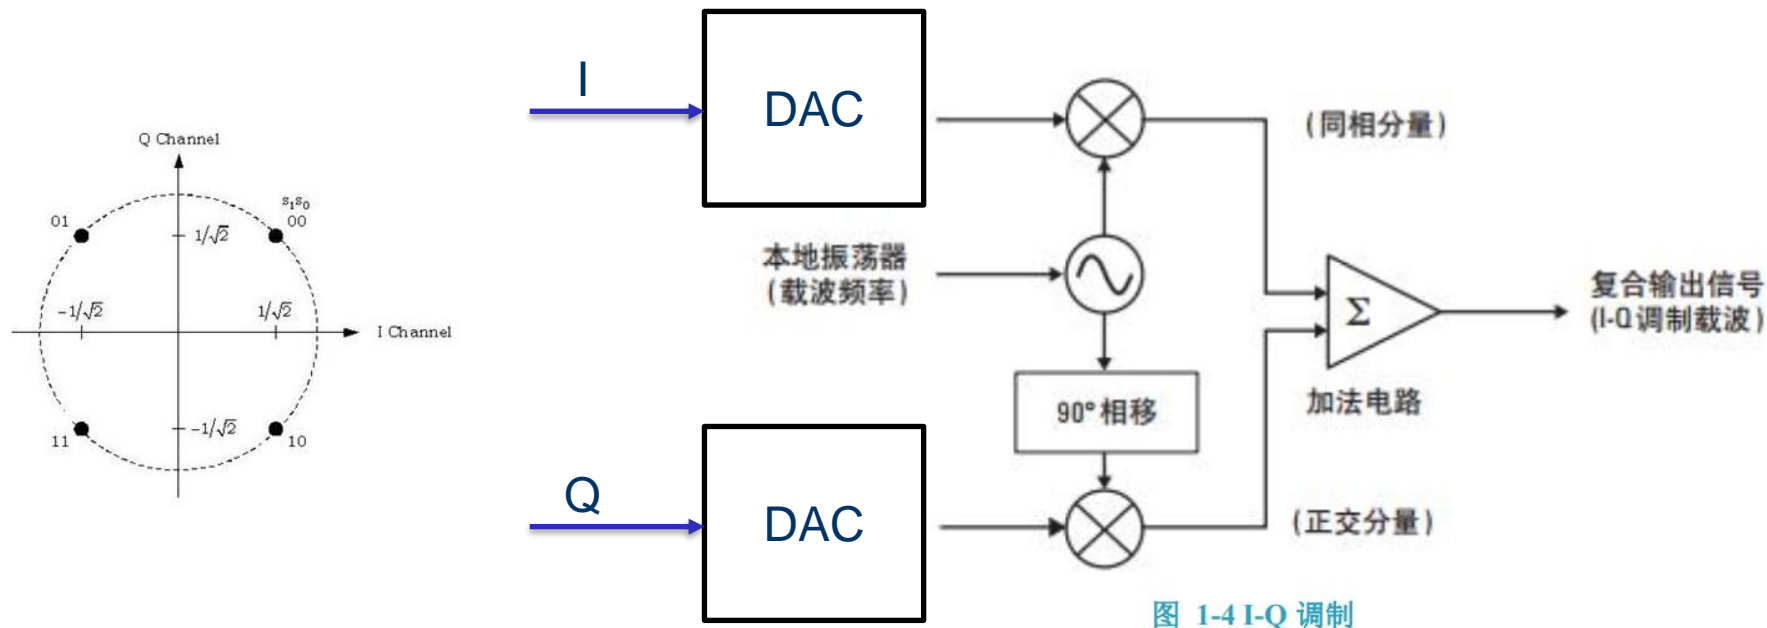 Q Channel
s₁s₀
01
00
1/√2
-1/√2
1/√2
I Channel
-1/√2
11
10
I
DAC
(同相分量)
本地振荡器
(载波频率)
Σ
复合输出信号
(I-Q调制载波)
90°相移
加法电路
Q
DAC
(正交分量)
图 1-4 I-Q 调制